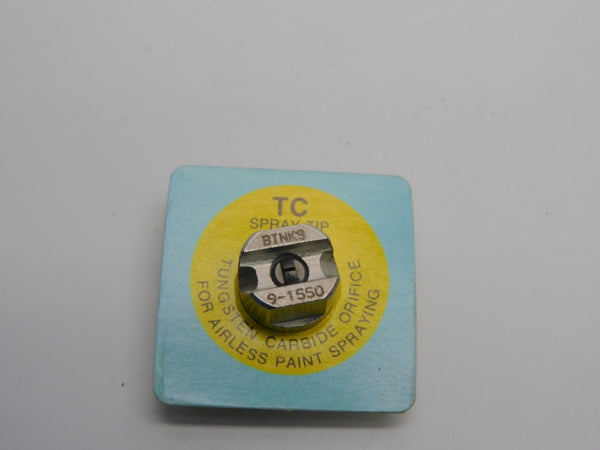 TC
SPRAY TIP
BINKS
9-1550
TUNGSTEN CARBIDE ORIFICE
FOR AIRLESS PAINT SPRAYING